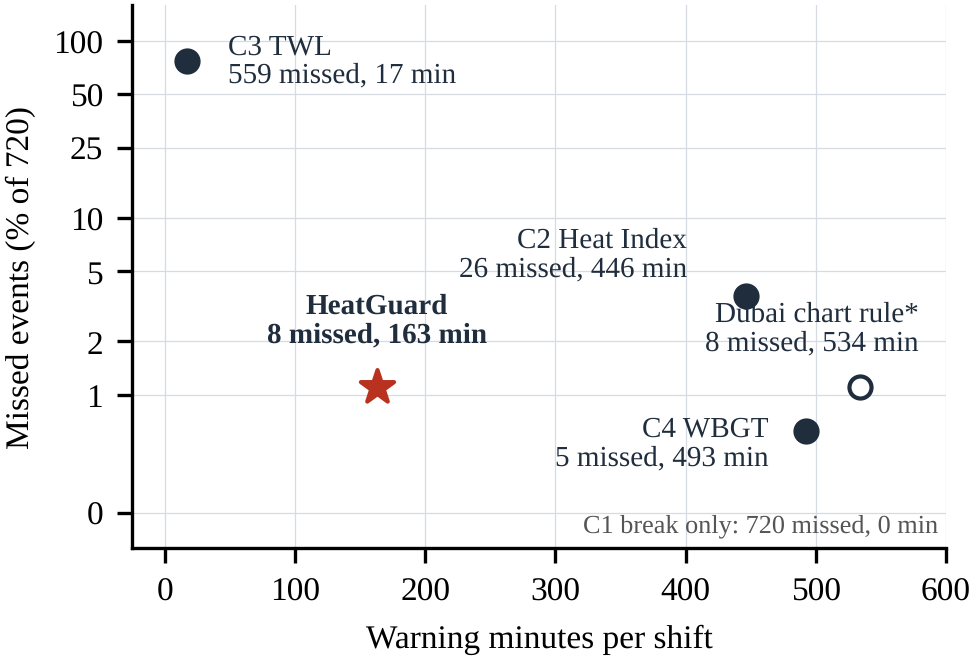 Missed events (% of 720)
100
50
25
10
5
2
1
0
C3 TWL
559 missed, 17 min
C2 Heat Index
26 missed, 446 min
HeatGuard
8 missed, 163 min
Dubai chart rule*
8 missed, 534 min
C4 WBGT
5 missed, 493 min
C1 break only: 720 missed, 0 min
0 100 200 300 400 500 600
Warning minutes per shift